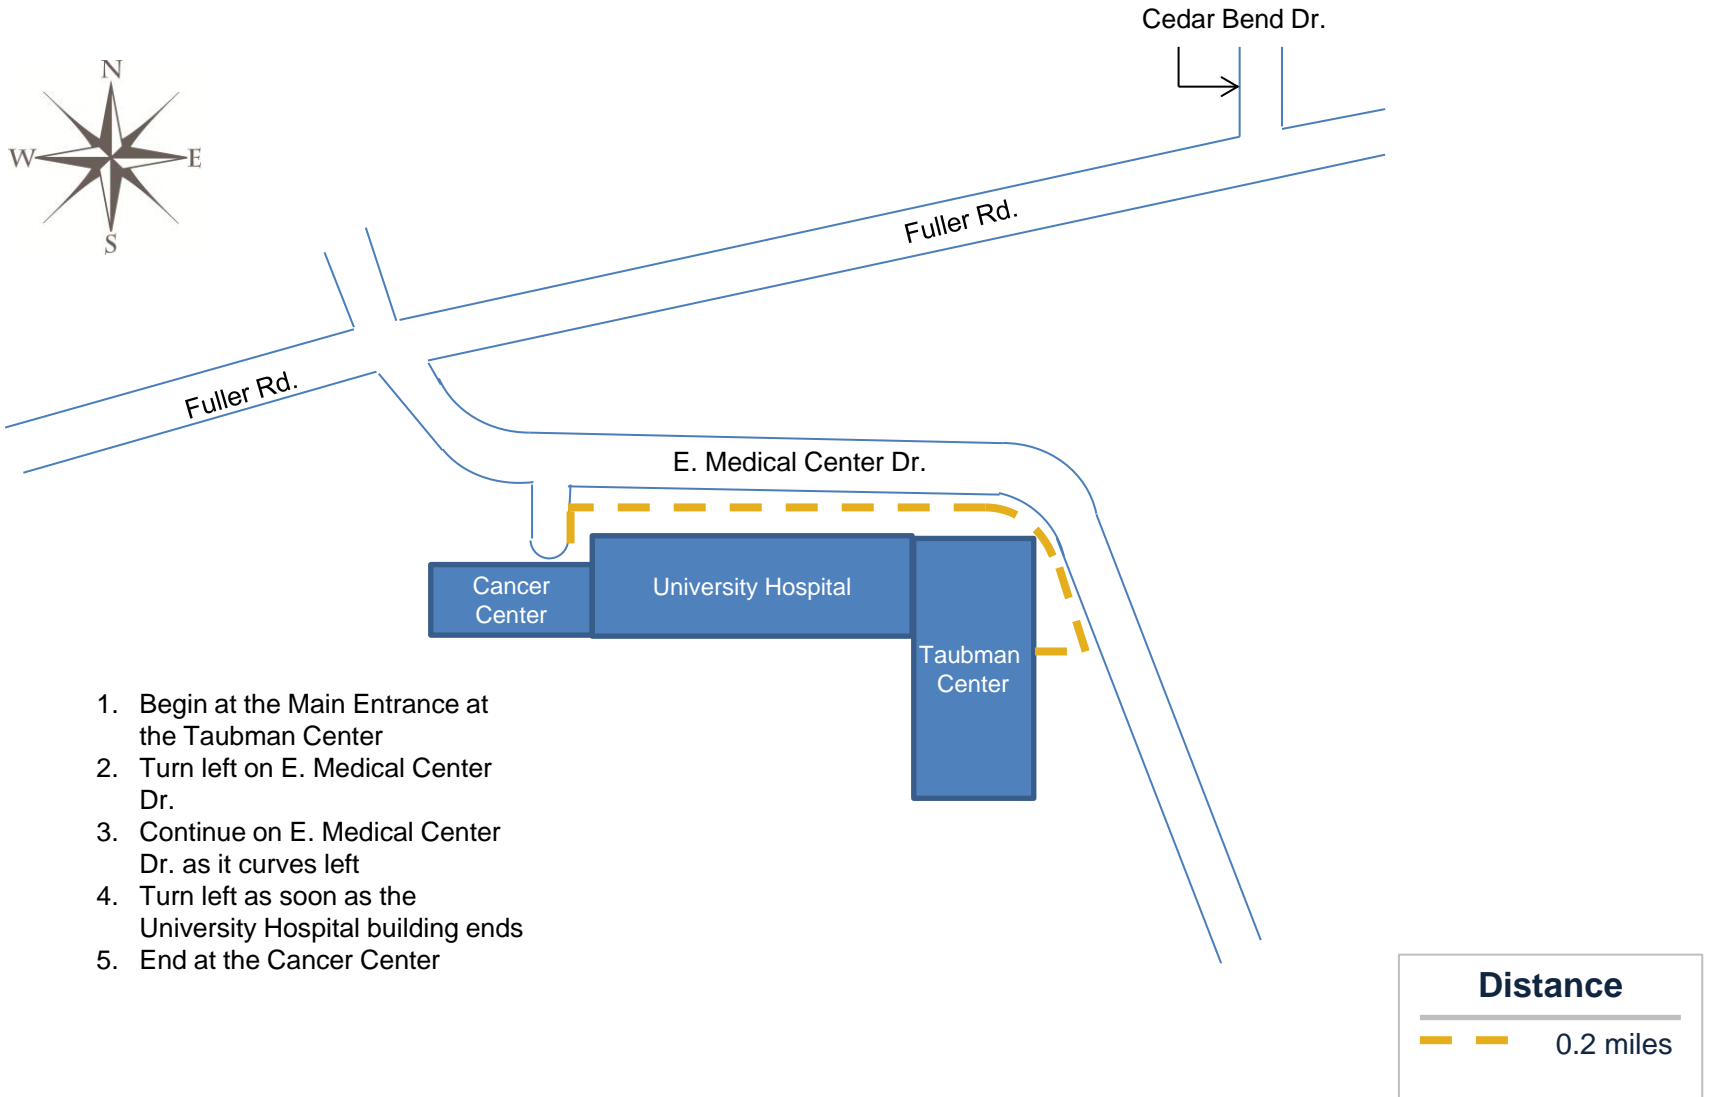 Cedar Bend Dr.
N
W
E
S
Fuller Rd.
Fuller Rd.
E. Medical Center Dr.
Cancer
Center
University Hospital
Taubman
Center
1. Begin at the Main Entrance at
the Taubman Center
2. Turn left on E. Medical Center
Dr.
3. Continue on E. Medical Center
Dr. as it curves left
4. Turn left as soon as the
University Hospital building ends
5. End at the Cancer Center
Distance
0.2 miles